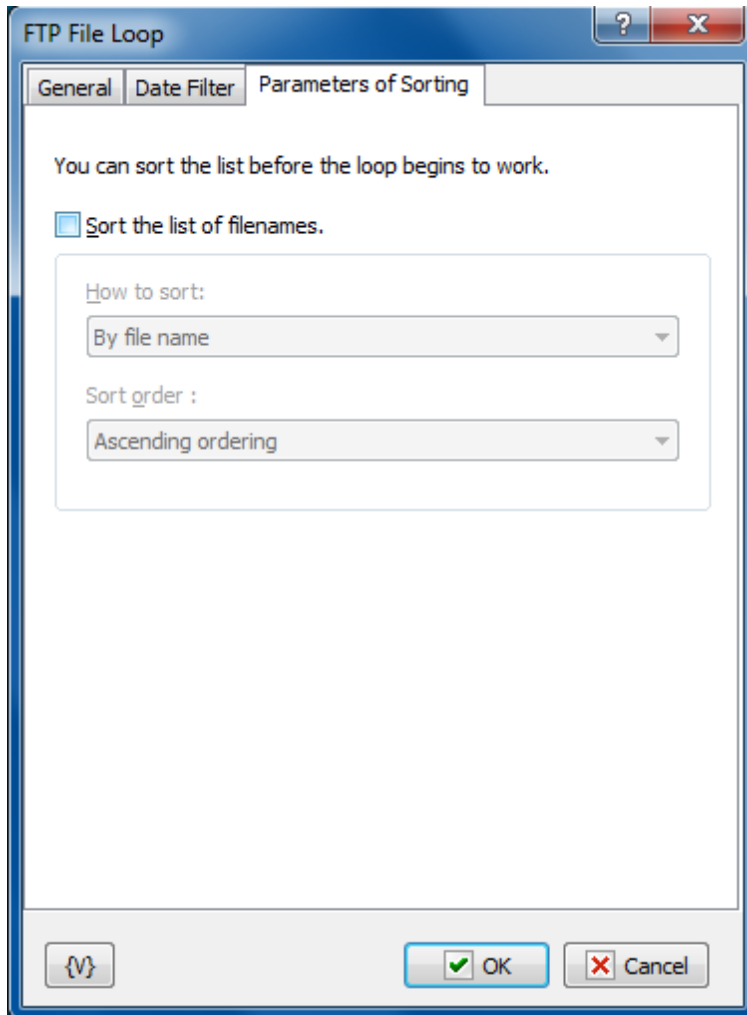 FTP File Loop
General Date Filter Parameters of Sorting
You can sort the list before the loop begins to work.
Sort the list of filenames.
How to sort:
By file name
Sort order :
Ascending ordering
{V} OK Cancel